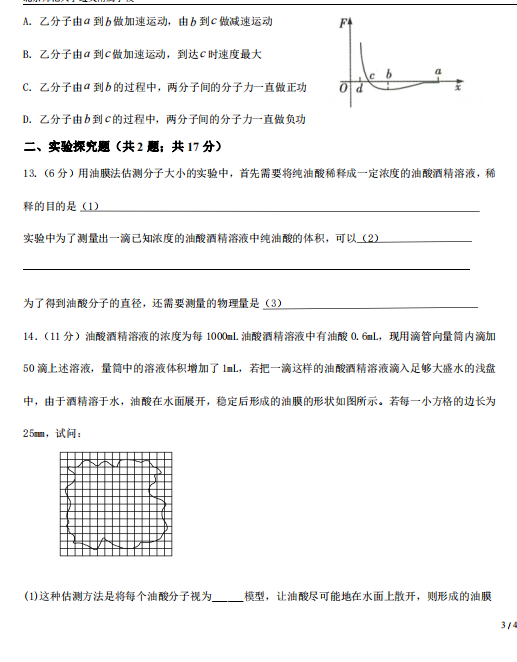 A. 乙分子由a到b做加速运动，由b到c做减速运动
B. 乙分子由a到c做加速运动，到达c时速度最大
C. 乙分子由a到b的过程中，两分子间的分子力一直做正功
D. 乙分子由b到c的过程中，两分子间的分子力一直做负功
F
O d c b a x
二、实验探究题（共2题；共17分）
13.（6分）用油膜法估测分子大小的实验中，首先需要将纯油酸稀释成一定浓度的油酸酒精溶液，稀
释的目的是（1）
实验中为了测量出一滴已知浓度的油酸酒精溶液中纯油酸的体积，可以（2）
为了得到油酸分子的直径，还需要测量的物理量是（3）
14.（11分）油酸酒精溶液的浓度为每1000mL油酸酒精溶液中有油酸0.6mL，现用滴管向量筒内滴加
50滴上述溶液，量筒中的溶液体积增加了1mL，若把一滴这样的油酸酒精溶液滴入足够大盛水的浅盘
中，由于酒精溶于水，油酸在水面展开，稳定后形成的油膜的形状如图所示。若每一小方格的边长为
25mm，试问：
(1)这种估测方法是将每个油酸分子视为______模型，让油酸尽可能地在水面上散开，则形成的油膜
3 / 4